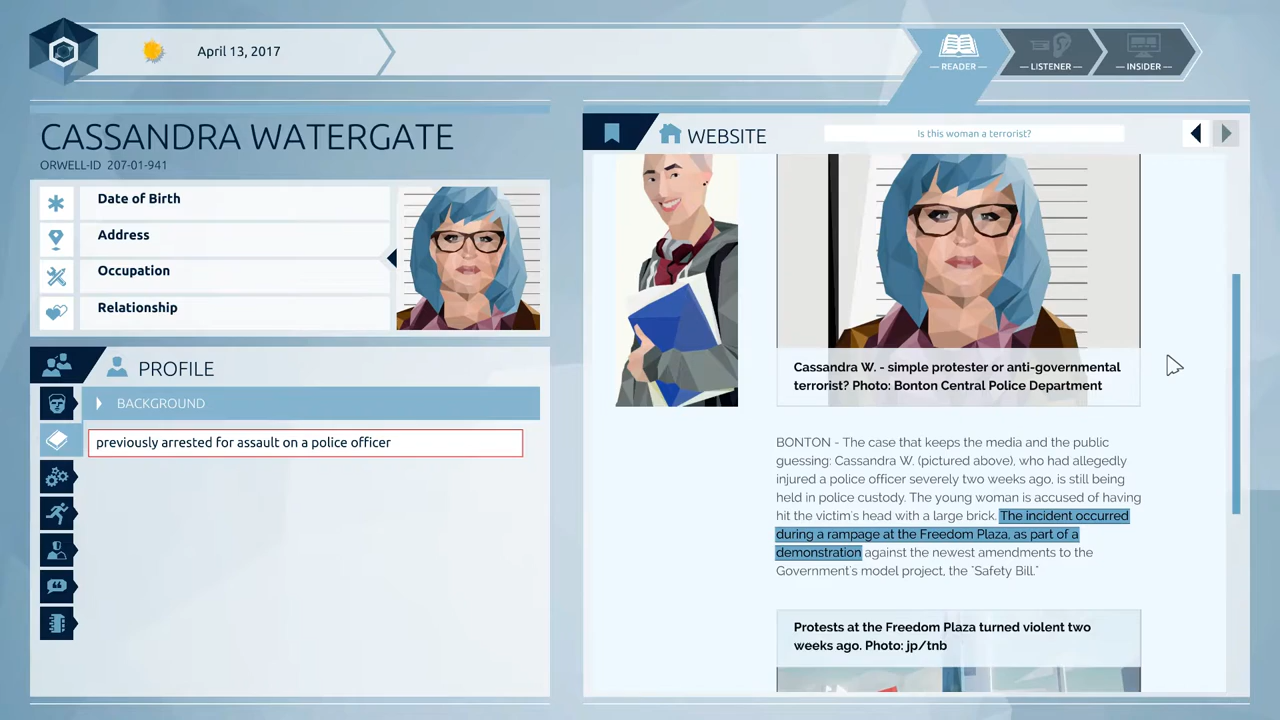 April 13, 2017
— READER —
— LISTENER —
— INSIDER —
CASSANDRA WATERGATE
ORWELL-ID 207-01-941
Date of Birth
Address
Occupation
Relationship
PROFILE
BACKGROUND
previously arrested for assault on a police officer
WEBSITE
Is this woman a terrorist?
Cassandra W. - simple protester or anti-governmental
terrorist? Photo: Bonton Central Police Department
BONTON - The case that keeps the media and the public
guessing: Cassandra W. (pictured above), who had allegedly
injured a police officer severely two weeks ago, is still being
held in police custody. The young woman is accused of having
hit the victim's head with a large brick. The incident occurred
during a rampage at the Freedom Plaza, as part of a
demonstration against the newest amendments to the
Government's model project, the "Safety Bill."
Protests at the Freedom Plaza turned violent two
weeks ago. Photo: jp/tnb